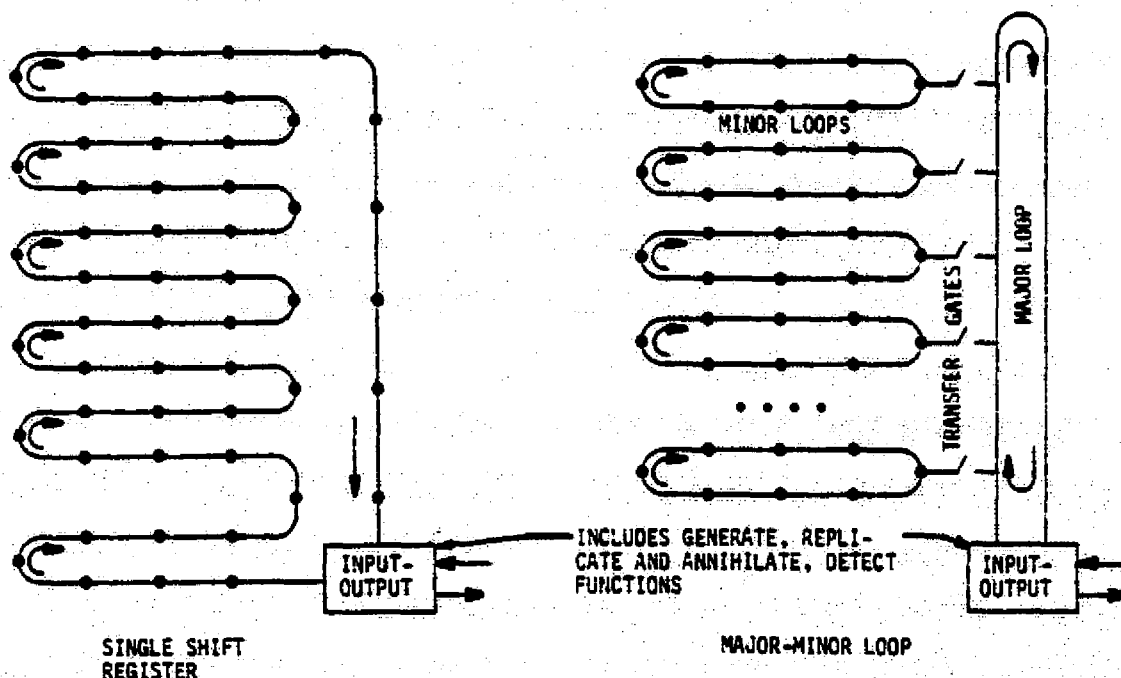 MINOR LOOPS
MAJOR LOOP
TRANSFER GATES
INPUT-
OUTPUT
INCLUDES GENERATE, REPLI-
CATE AND ANNIHILATE, DETECT
FUNCTIONS
INPUT-
OUTPUT
SINGLE SHIFT
REGISTER
MAJOR-MINOR LOOP